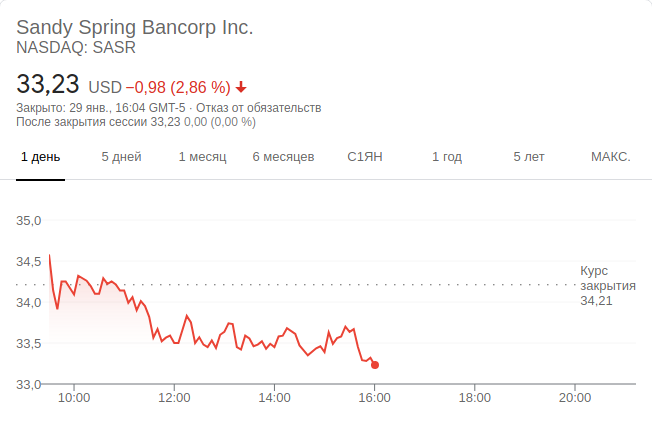 Sandy Spring Bancorp Inc.
NASDAQ: SASR
33,23 USD −0,98 (2,86 %)
Закрыто: 29 янв., 16:04 GMT-5 · Отказ от обязательств
После закрытия сессии 33,23 0,00 (0,00 %)
1 день 5 дней 1 месяц 6 месяцев С1ЯН 1 год 5 лет МАКС.
35,0
34,5
Курс
закрытия
34,21
34,0
33,5
33,0
10:00 12:00 14:00 16:00 18:00 20:00